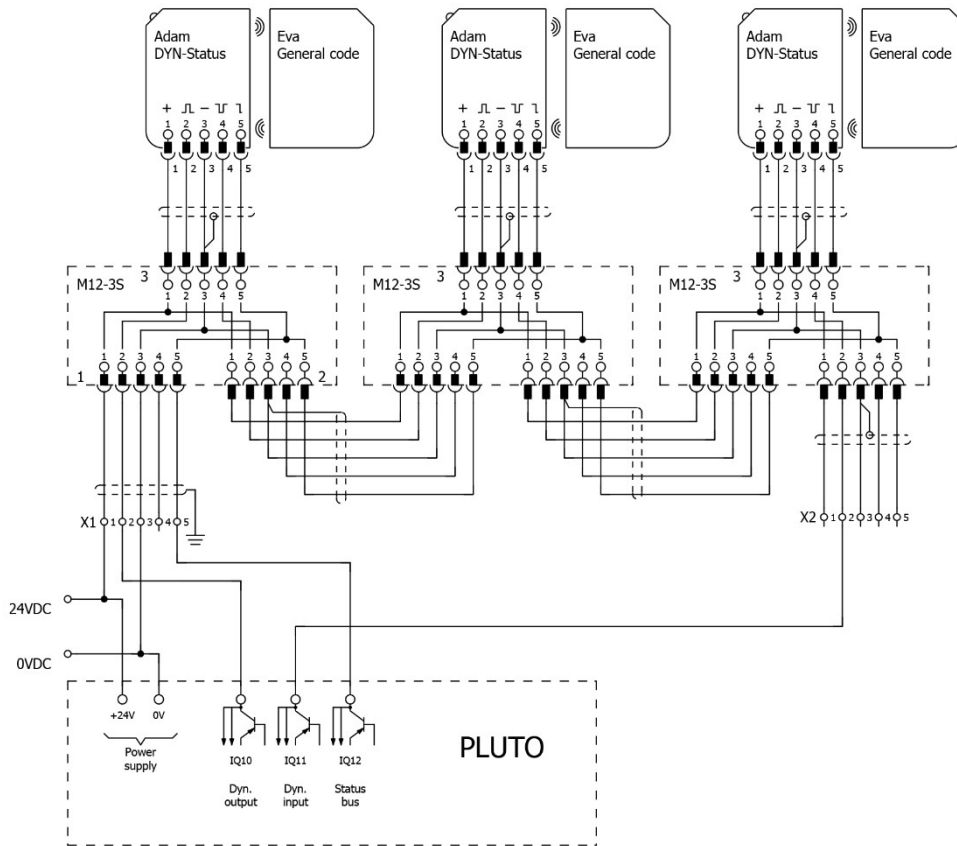 Adam Eva Adam Eva Adam Eva
DYN-Status General code DYN-Status General code DYN-Status General code
+ ⎍ − ⊔ ℩ + ⎍ − ⊔ ℩ + ⎍ − ⊔ ℩
1 2 3 4 5 1 2 3 4 5 1 2 3 4 5
1 2 3 4 5 1 2 3 4 5 1 2 3 4 5
M12-3S 3 M12-3S 3 M12-3S 3
1 2 3 4 5 1 2 3 4 5 1 2 3 4 5
1 2 3 4 5 1 2 3 4 5 1 2 3 4 5 1 2 3 4 5 1 2 3 4 5 1 2 3 4 5
1 2
X1 1 2 3 4 5 X2 1 2 3 4 5
24VDC
0VDC
+24V 0V
PLUTO
Power
supply
IQ10 IQ11 IQ12
Dyn. Dyn. Status
output input bus